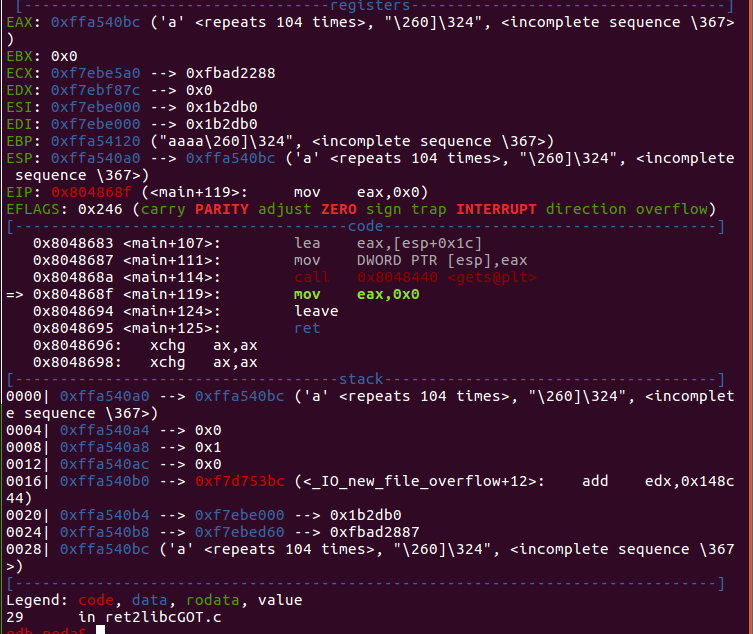 [----------------------------------registers-----------------------------------]
EAX: 0xffa540bc ('a' <repeats 104 times>, "\260]\324", <incomplete sequence \367>
)
EBX: 0x0
ECX: 0xf7ebe5a0 --> 0xfbad2288
EDX: 0xf7ebf87c --> 0x0
ESI: 0xf7ebe000 --> 0x1b2db0
EDI: 0xf7ebe000 --> 0x1b2db0
EBP: 0xffa54120 ("aaaa\260]\324", <incomplete sequence \367>)
ESP: 0xffa540a0 --> 0xffa540bc ('a' <repeats 104 times>, "\260]\324", <incomplete
 sequence \367>)
EIP: 0x804868f (<main+119>:     mov    eax,0x0)
EFLAGS: 0x246 (carry PARITY adjust ZERO sign trap INTERRUPT direction overflow)
[-------------------------------------code-------------------------------------]
   0x8048683 <main+107>:        lea    eax,[esp+0x1c]
   0x8048687 <main+111>:        mov    DWORD PTR [esp],eax
   0x804868a <main+114>:        call   0x8048440 <gets@plt>
=> 0x804868f <main+119>:        mov    eax,0x0
   0x8048694 <main+124>:        leave
   0x8048695 <main+125>:        ret
   0x8048696:   xchg   ax,ax
   0x8048698:   xchg   ax,ax
[------------------------------------stack-------------------------------------]
0000| 0xffa540a0 --> 0xffa540bc ('a' <repeats 104 times>, "\260]\324", <incomplet
e sequence \367>)
0004| 0xffa540a4 --> 0x0
0008| 0xffa540a8 --> 0x1
0012| 0xffa540ac --> 0x0
0016| 0xffa540b0 --> 0xf7d753bc (<_IO_new_file_overflow+12>:    add    edx,0x148c
44)
0020| 0xffa540b4 --> 0xf7ebe000 --> 0x1b2db0
0024| 0xffa540b8 --> 0xf7ebed60 --> 0xfbad2887
0028| 0xffa540bc ('a' <repeats 104 times>, "\260]\324", <incomplete sequence \367
>)
[------------------------------------------------------------------------------]
Legend: code, data, rodata, value
29      in ret2libcGOT.c
gdb-peda$